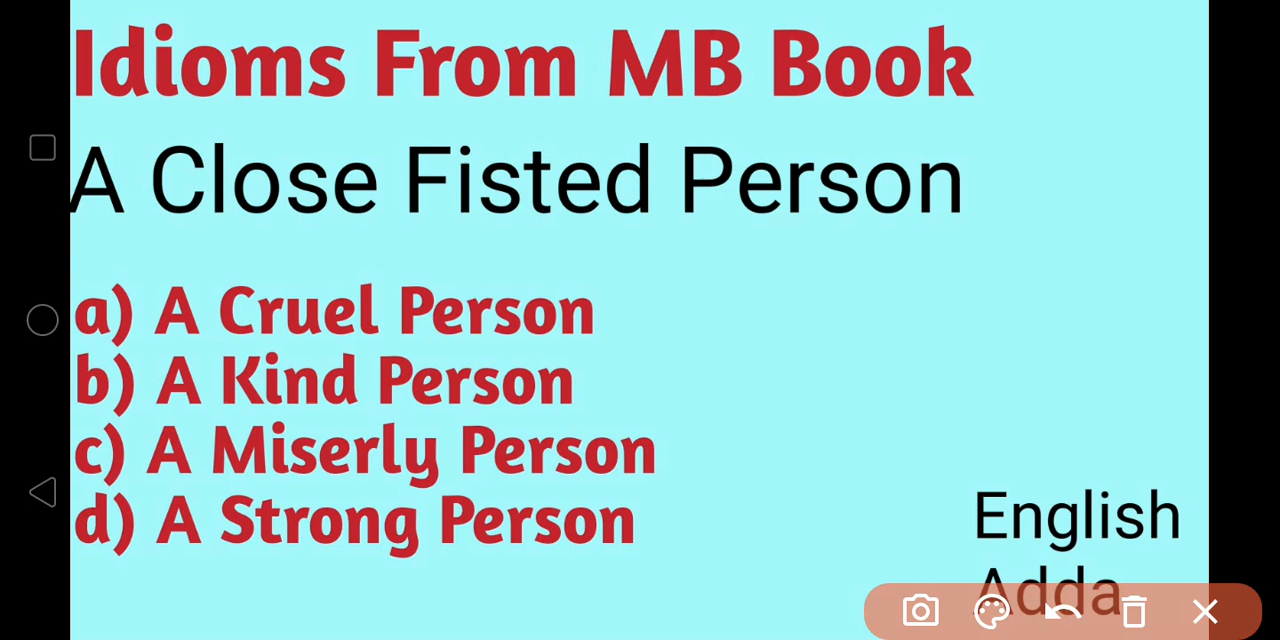 Idioms From MB Book
A Close Fisted Person
a) A Cruel Person
b) A Kind Person
c) A Miserly Person
d) A Strong Person
English
Adda